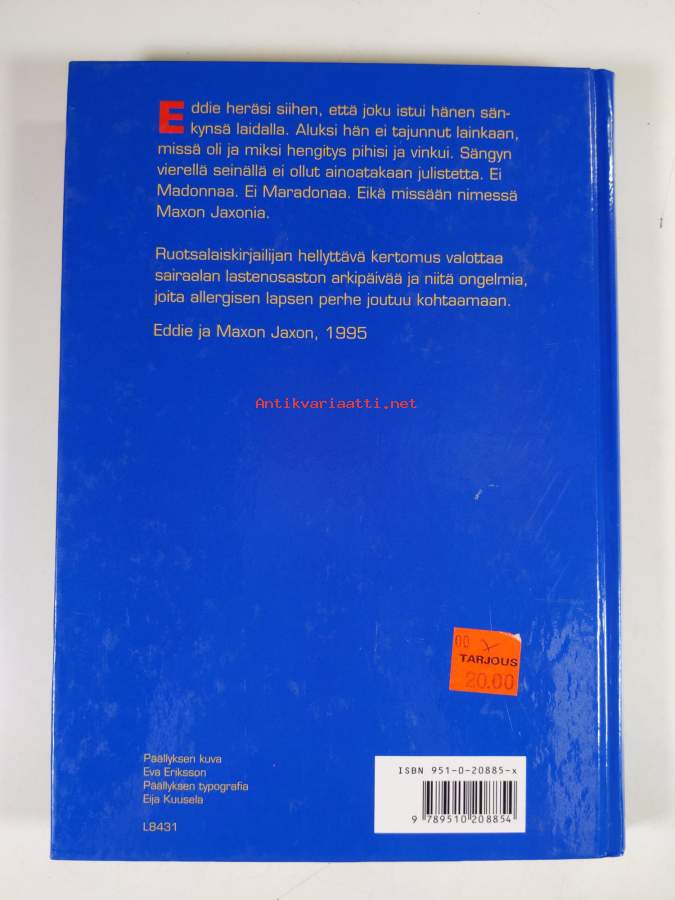 Eddie heräsi siihen, että joku istui hänen sän-
kynsä laidalla. Aluksi hän ei tajunnut lainkaan,
missä oli ja miksi hengitys pihisi ja vinkui. Sängyn
vierellä seinällä ei ollut ainoatakaan julistetta. Ei
Madonnaa. Ei Maradonaa. Eikä missään nimessä
Maxon Jaxonia.
Ruotsalaiskirjailijan hellyttävä kertomus valottaa
sairaalan lastenosaston arkipäivää ja niitä ongelmia,
joita allergisen lapsen perhe joutuu kohtaamaan.
Eddie ja Maxon Jaxon, 1995
Antikvariaatti.net
00
TARJOUS
20.00
Päällyksen kuva
Eva Eriksson
Päällyksen typografia
Eija Kuusela
L8431
ISBN 951-0-20885-x
9 789510 208854